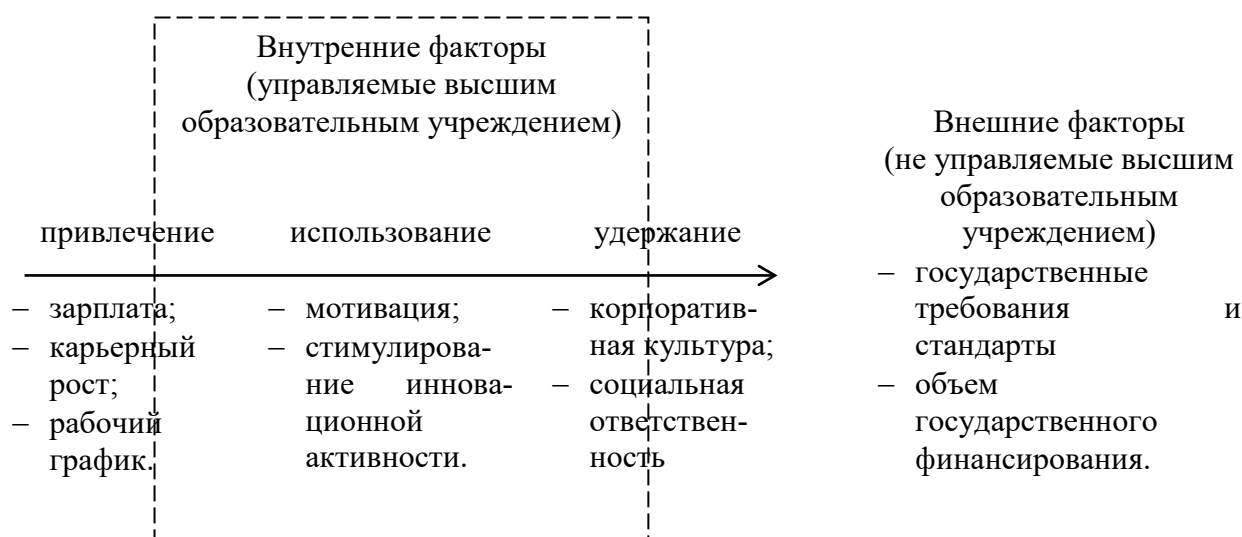 Внутренние факторы
(управляемые высшим
образовательным учреждением)
Внешние факторы
(не управляемые высшим
образовательным
учреждением)
привлечение
использование
удержание
– зарплата;
– карьерный
рост;
– рабочий
график.
– мотивация;
– стимулирова-
ние иннова-
ционной
активности.
– корпоратив-
ная культура;
– социальная
ответствен-
ность
– государственные
требования и
стандарты
– объем
государственного
финансирования.